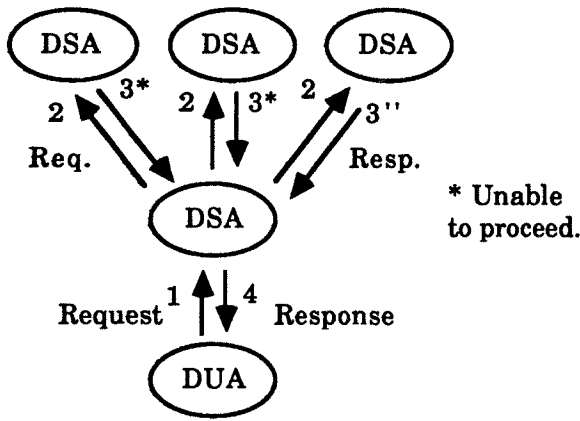 DSA DSA DSA
2 3* 2 3* 2 3"
Req. Resp.
* Unable
to proceed.
DSA
Request 1 4 Response
DUA